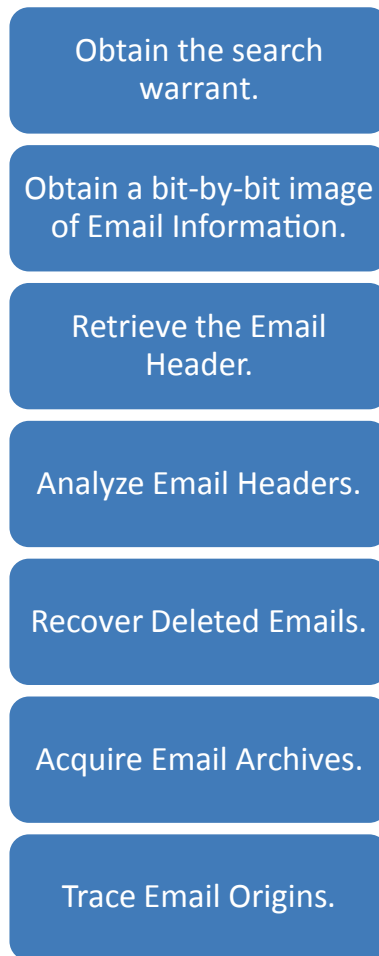 Obtain the search
warrant.
Obtain a bit-by-bit image
of Email Information.
Retrieve the Email
Header.
Analyze Email Headers.
Recover Deleted Emails.
Acquire Email Archives.
Trace Email Origins.